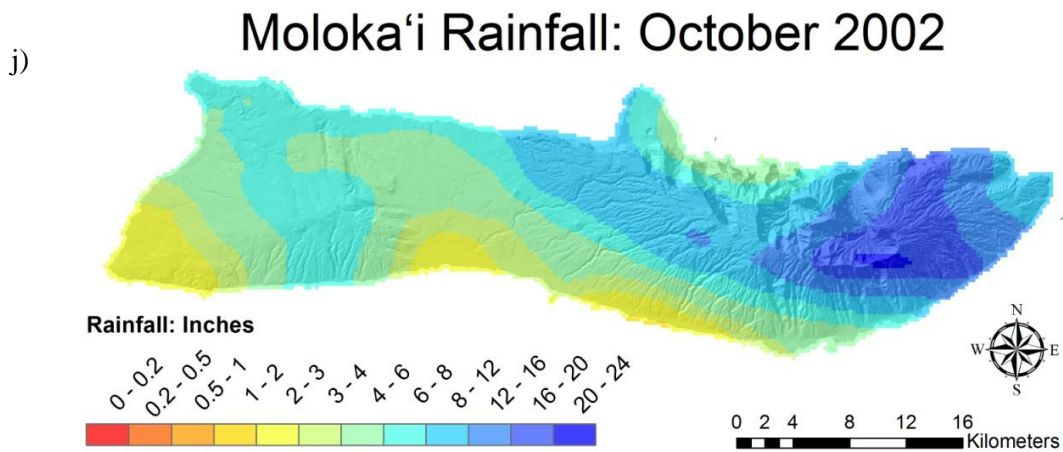 j)
Moloka‘i Rainfall: October 2002
Rainfall: Inches
0 - 0.2
0.2 - 0.5
0.5 - 1
1 - 2
2 - 3
3 - 4
4 - 6
6 - 8
8 - 12
12 - 16
16 - 20
20 - 24
N
W E
S
0 2 4 8 12 16
Kilometers